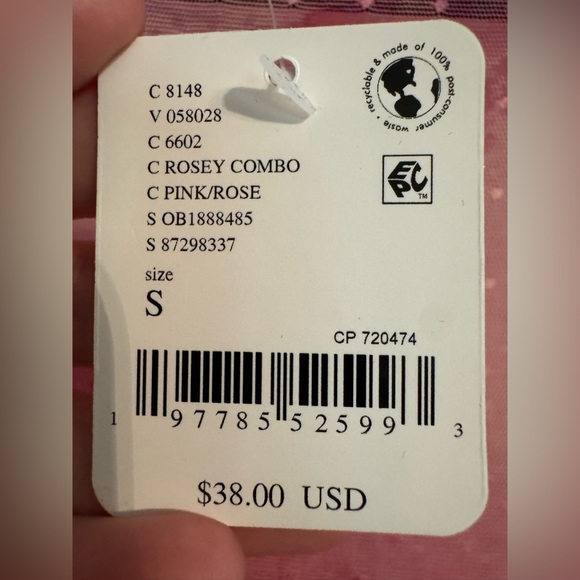 C 8148
V 058028
C 6602
C ROSEY COMBO
C PINK/ROSE
S OB1888485
S 87298337
size
S
recyclable & made of 100% post-consumer waste •
EPC
TM
CP 720474
1 97785 52599 3
$38.00 USD